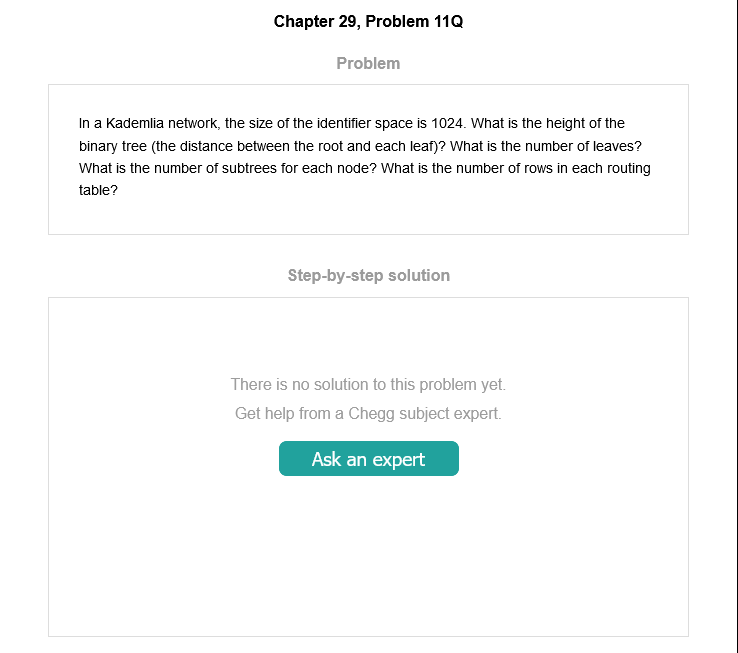 Chapter 29, Problem 11Q
Problem
In a Kademlia network, the size of the identifier space is 1024. What is the height of the
binary tree (the distance between the root and each leaf)? What is the number of leaves?
What is the number of subtrees for each node? What is the number of rows in each routing
table?
Step-by-step solution
There is no solution to this problem yet.
Get help from a Chegg subject expert.
Ask an expert